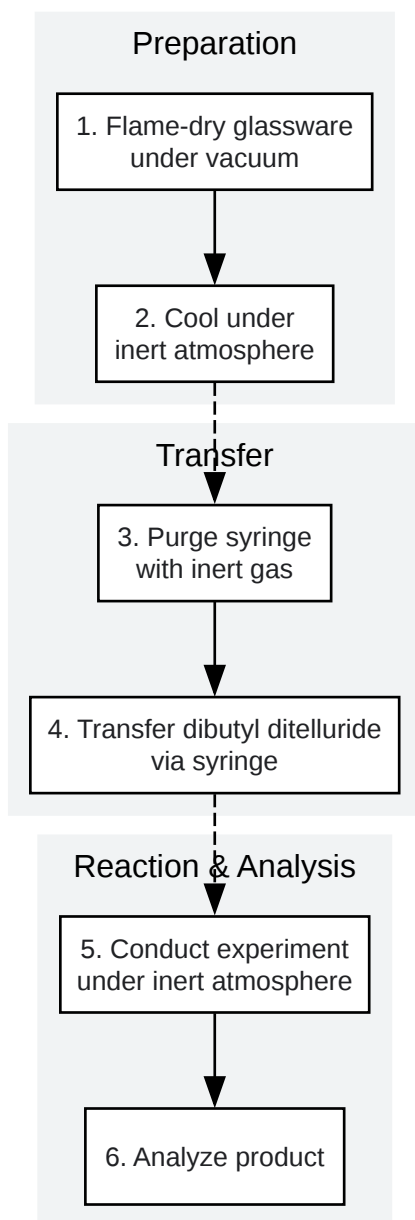 Preparation
1. Flame-dry glassware
under vacuum
2. Cool under
inert atmosphere
Transfer
3. Purge syringe
with inert gas
4. Transfer dibutyl ditelluride
via syringe
Reaction & Analysis
5. Conduct experiment
under inert atmosphere
6. Analyze product